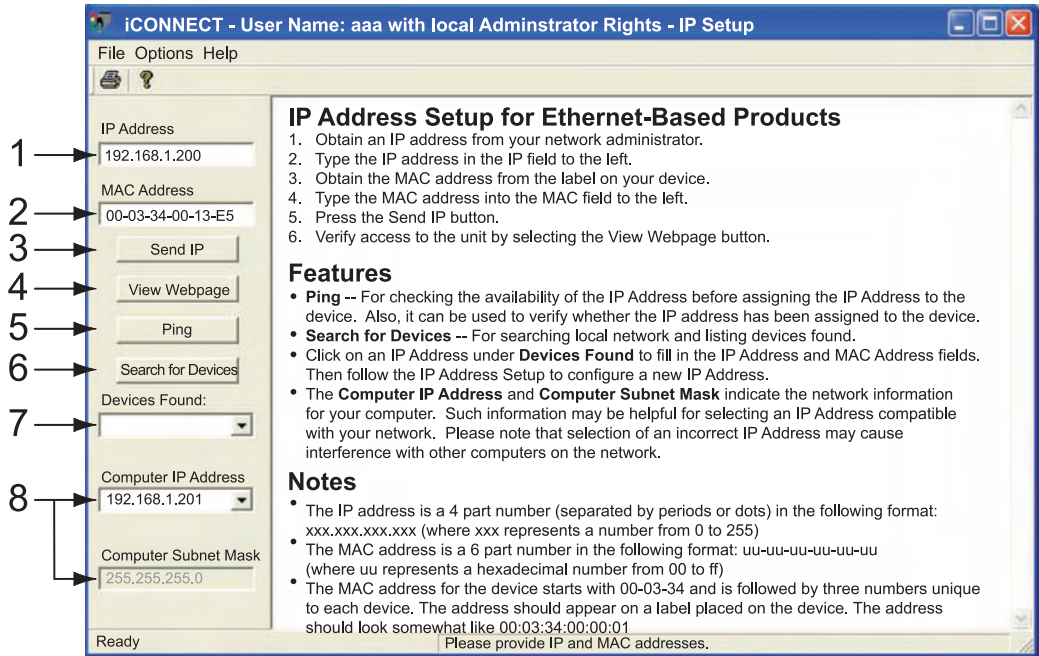 iCONNECT - User Name: aaa with local Adminstrator Rights - IP Setup
File Options Help
IP Address
1
192.168.1.200
MAC Address
2
00-03-34-00-13-E5
3
Send IP
4
View Webpage
5
Ping
6
Search for Devices
Devices Found:
7
Computer IP Address
8
192.168.1.201
Computer Subnet Mask
255.255.255.0
IP Address Setup for Ethernet-Based Products
1. Obtain an IP address from your network administrator.
2. Type the IP address in the IP field to the left.
3. Obtain the MAC address from the label on your device.
4. Type the MAC address into the MAC field to the left.
5. Press the Send IP button.
6. Verify access to the unit by selecting the View Webpage button.
Features
• Ping -- For checking the availability of the IP Address before assigning the IP Address to the
device. Also, it can be used to verify whether the IP address has been assigned to the device.
• Search for Devices -- For searching local network and listing devices found.
• Click on an IP Address under Devices Found to fill in the IP Address and MAC Address fields.
Then follow the IP Address Setup to configure a new IP Address.
• The Computer IP Address and Computer Subnet Mask indicate the network information
for your computer. Such information may be helpful for selecting an IP Address compatible
with your network. Please note that selection of an incorrect IP Address may cause
interference with other computers on the network.
Notes
• The IP address is a 4 part number (separated by periods or dots) in the following format:
xxx.xxx.xxx.xxx (where xxx represents a number from 0 to 255)
• The MAC address is a 6 part number in the following format: uu-uu-uu-uu-uu-uu
(where uu represents a hexadecimal number from 00 to ff)
• The MAC address for the device starts with 00-03-34 and is followed by three numbers unique
to each device. The address should appear on a label placed on the device. The address
should look somewhat like 00:03:34:00:00:01
Ready
Please provide IP and MAC addresses.